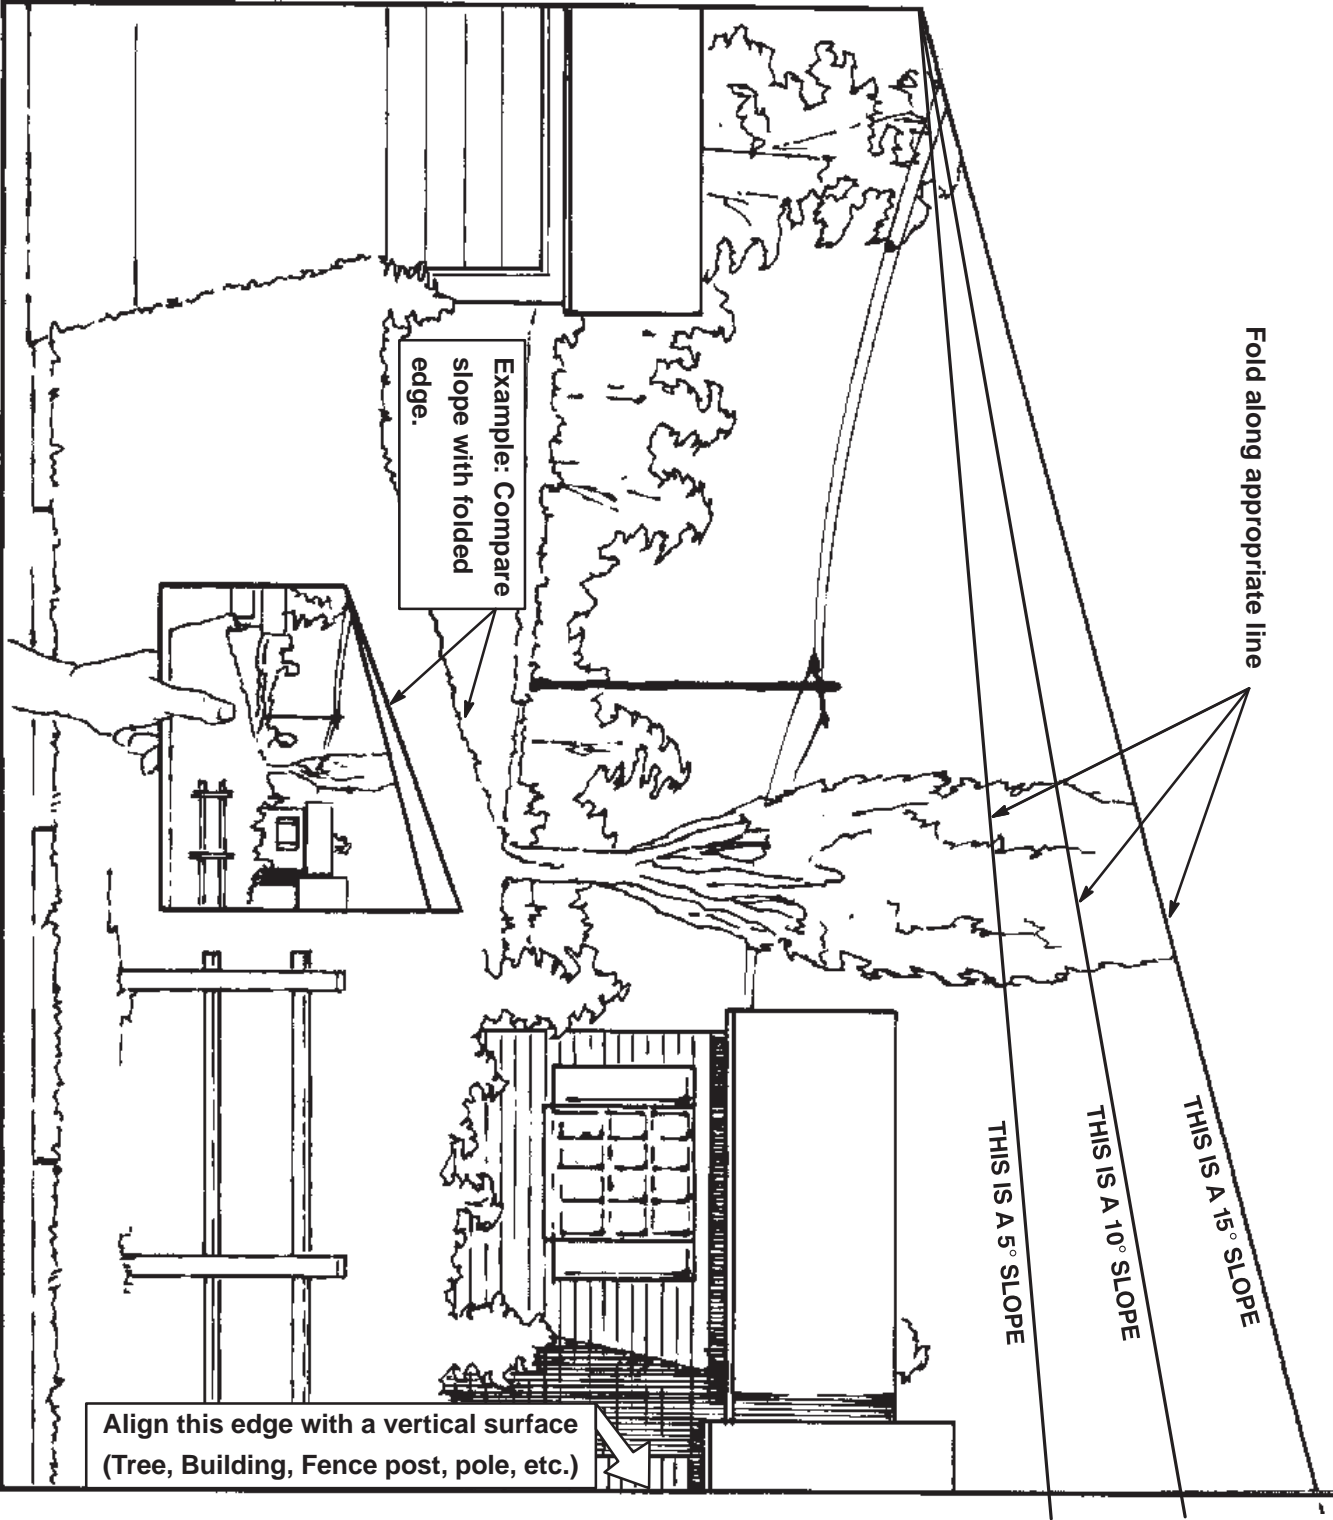 Fold along appropriate line
THIS IS A 15° SLOPE
THIS IS A 10° SLOPE
THIS IS A 5° SLOPE
Example: Compare
slope with folded
edge.
Align this edge with a vertical surface
(Tree, Building, Fence post, pole, etc.)